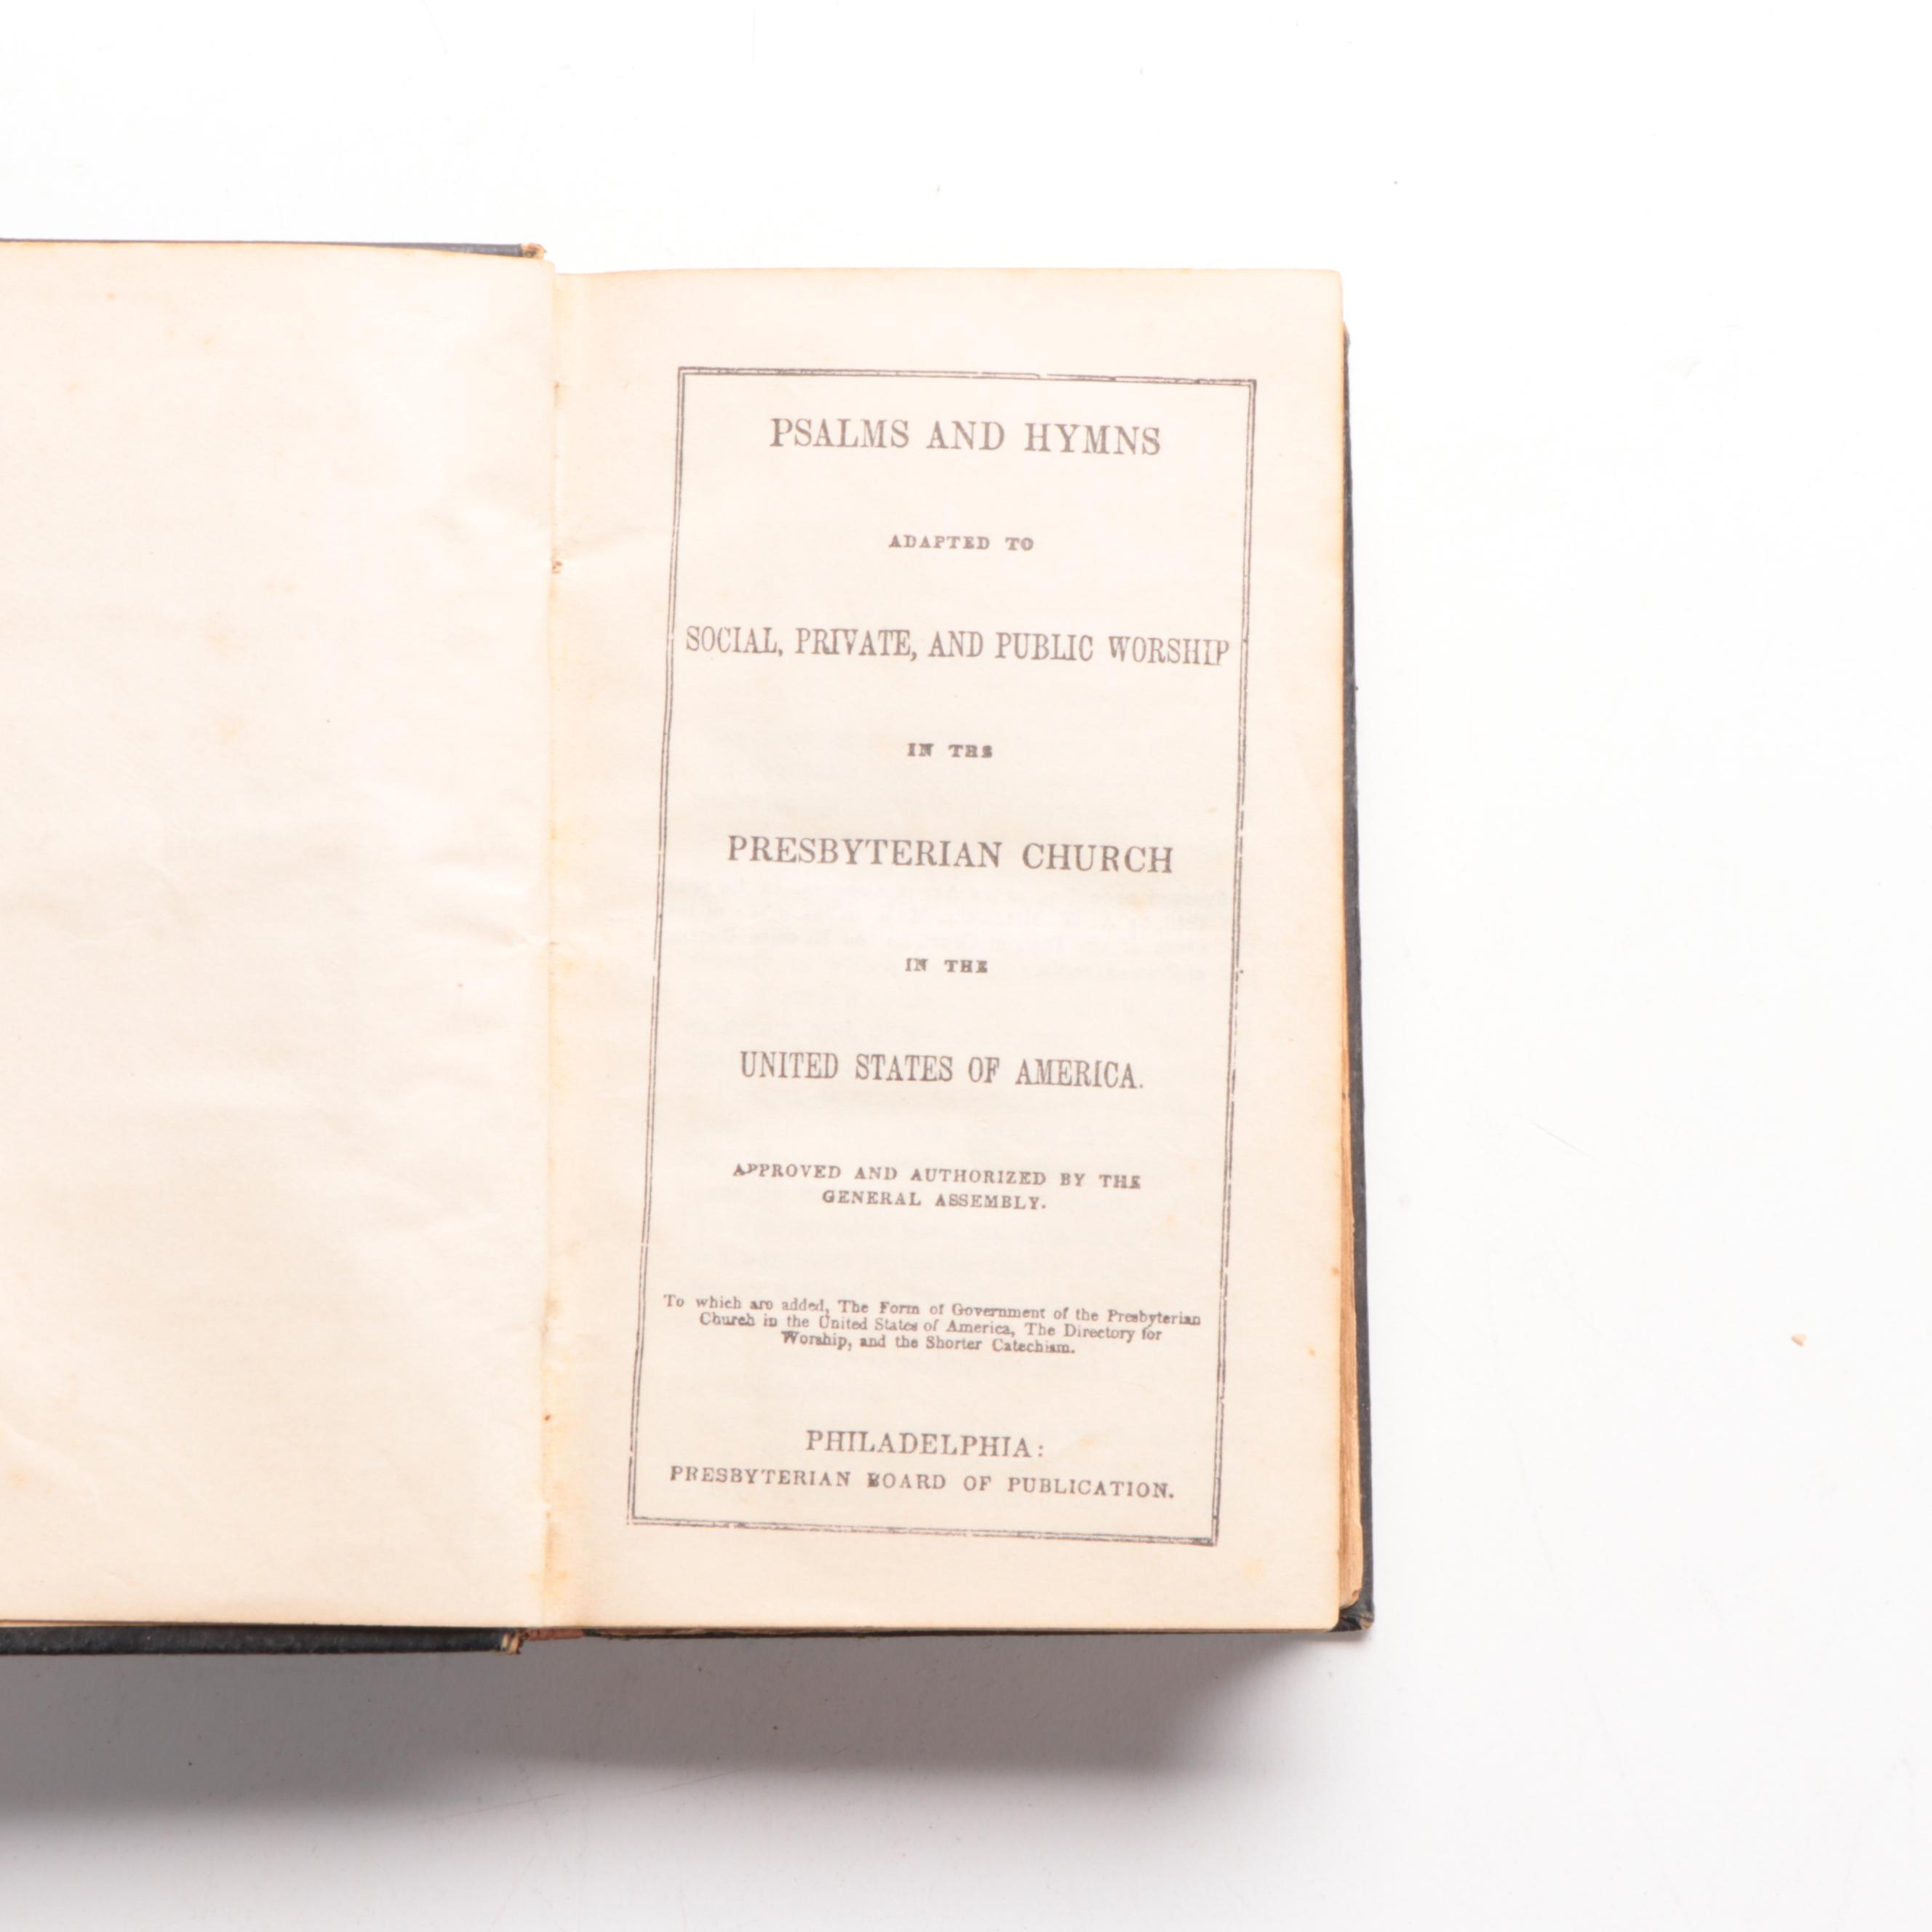 PSALMS AND HYMNS
ADAPTED TO
SOCIAL, PRIVATE, AND PUBLIC WORSHIP
IN THE
PRESBYTERIAN CHURCH
IN THE
UNITED STATES OF AMERICA.
APPROVED AND AUTHORIZED BY THE
GENERAL ASSEMBLY.
To which are added, The Form of Government of the Presbyterian
Church in the United States of America, The Directory for
Worship, and the Shorter Catechism.
PHILADELPHIA:
PRESBYTERIAN BOARD OF PUBLICATION.